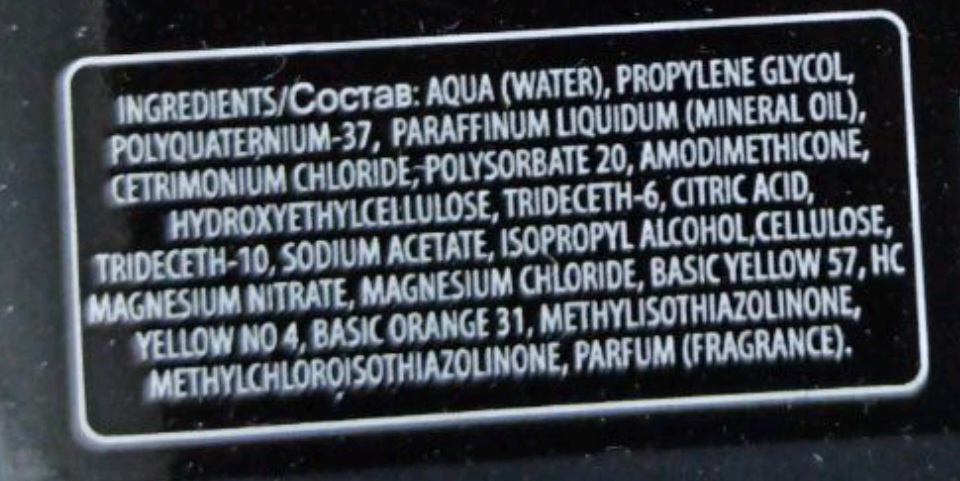 INGREDIENTS/Состав: AQUA (WATER), PROPYLENE GLYCOL,
POLYQUATERNIUM-37, PARAFFINUM LIQUIDUM (MINERAL OIL),
CETRIMONIUM CHLORIDE, POLYSORBATE 20, AMODIMETHICONE,
HYDROXYETHYLCELLULOSE, TRIDECETH-6, CITRIC ACID,
TRIDECETH-10, SODIUM ACETATE, ISOPROPYL ALCOHOL,CELLULOSE,
MAGNESIUM NITRATE, MAGNESIUM CHLORIDE, BASIC YELLOW 57, HC
YELLOW NO 4, BASIC ORANGE 31, METHYLISOTHIAZOLINONE,
METHYLCHLOROISOTHIAZOLINONE, PARFUM (FRAGRANCE).